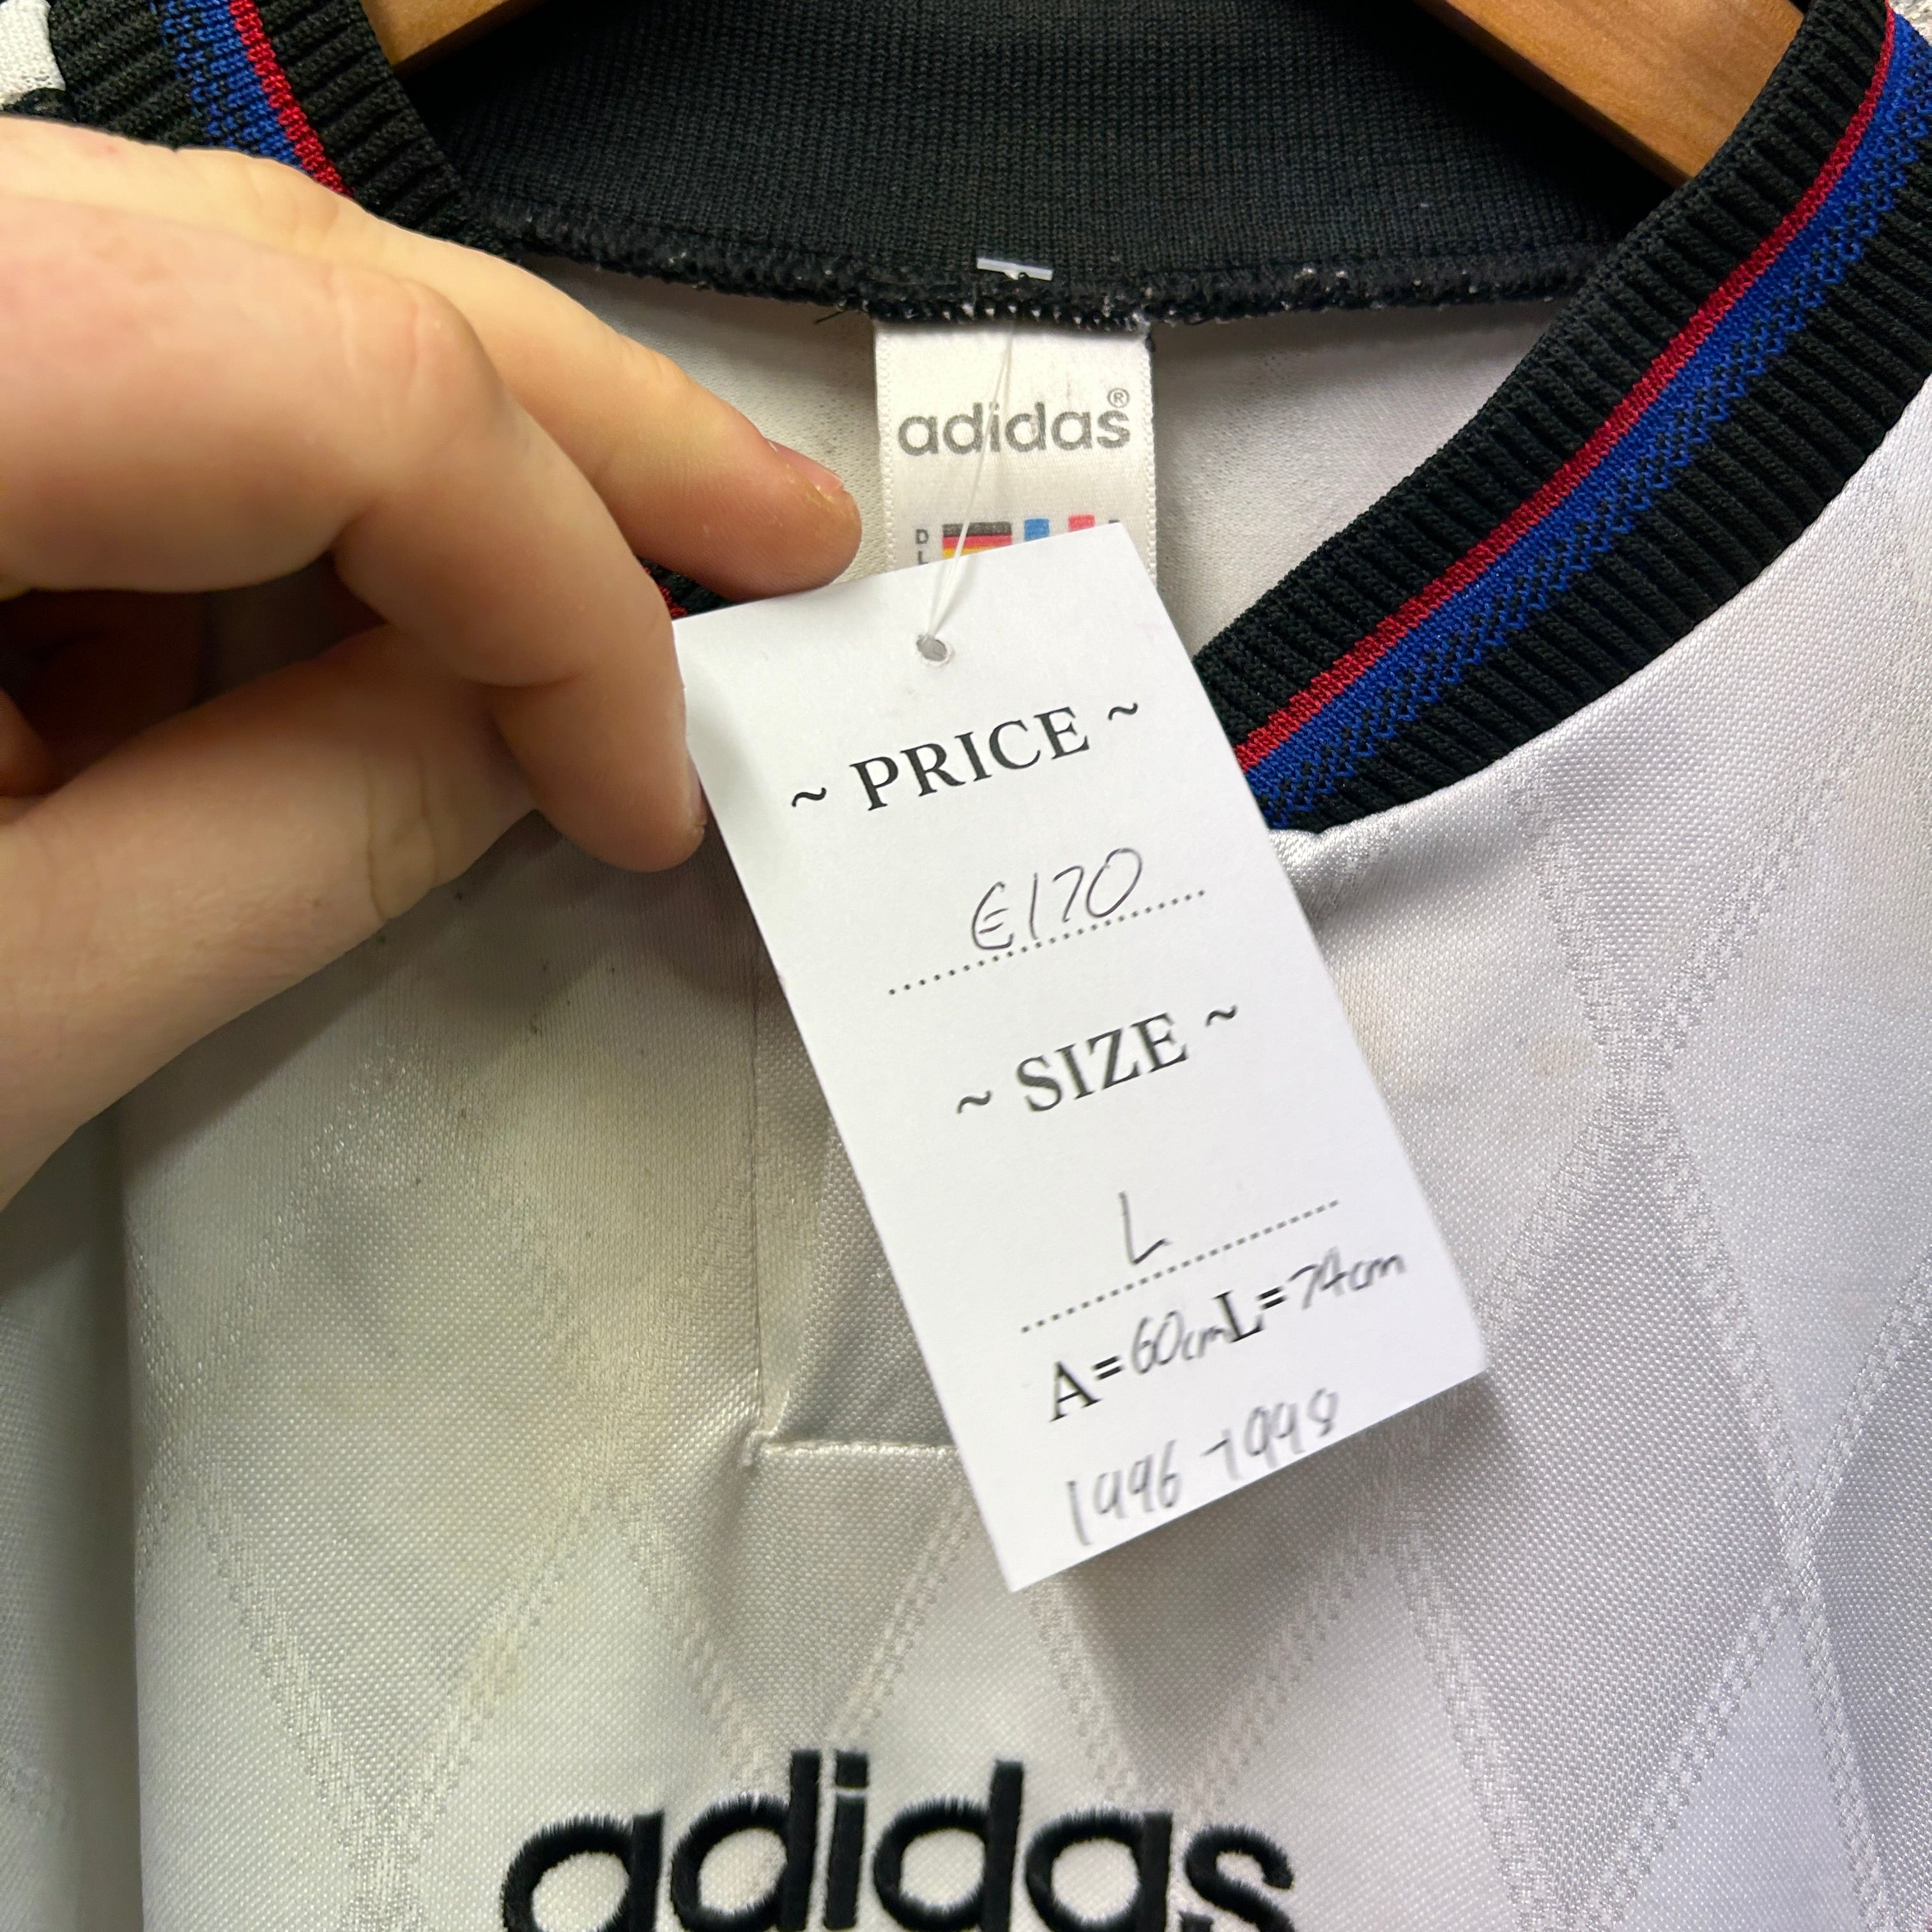 adidas®
D
L
~ PRICE ~
€170
~ SIZE ~
L
A=60cm L=74cm
1996-1998
adidas